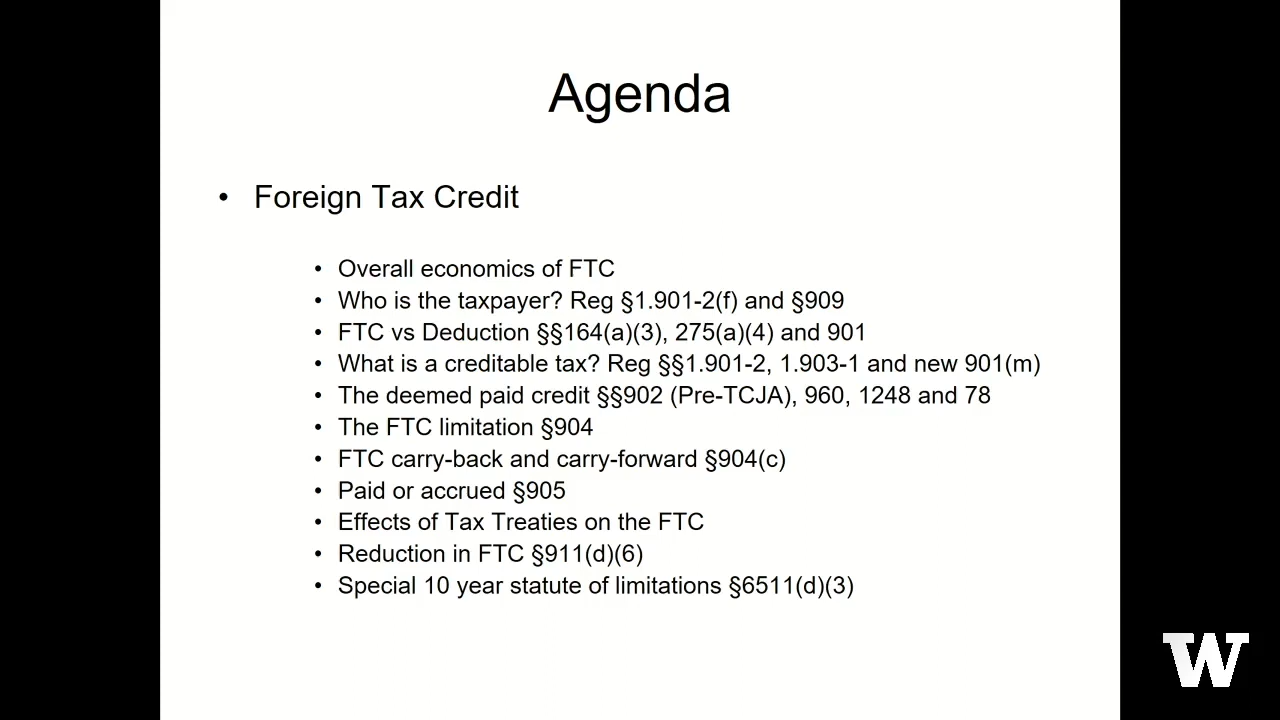 Agenda
• Foreign Tax Credit
• Overall economics of FTC
• Who is the taxpayer? Reg §1.901-2(f) and §909
• FTC vs Deduction §§164(a)(3), 275(a)(4) and 901
• What is a creditable tax? Reg §§1.901-2, 1.903-1 and new 901(m)
• The deemed paid credit §§902 (Pre-TCJA), 960, 1248 and 78
• The FTC limitation §904
• FTC carry-back and carry-forward §904(c)
• Paid or accrued §905
• Effects of Tax Treaties on the FTC
• Reduction in FTC §911(d)(6)
• Special 10 year statute of limitations §6511(d)(3)
W